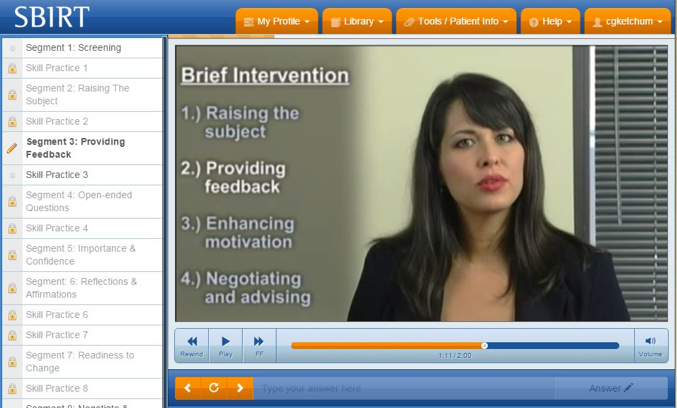 SBIRT
My Profile
Library
Tools / Patient Info
Help
cgketchum
Segment 1: Screening
Skill Practice 1
Segment 2: Raising The
Subject
Skill Practice 2
Segment 3: Providing
Feedback
Skill Practice 3
Segment 4: Open-ended
Questions
Skill Practice 4
Segment 5: Importance &
Confidence
Segment: 6: Reflections &
Affirmations
Skill Practice 6
Skill Practice 7
Segment 7: Readiness to
Change
Skill Practice 8
Brief Intervention
1.) Raising the
subject
2.) Providing
feedback
3.) Enhancing
motivation
4.) Negotiating
and advising
Rewind
Play
FF
1:11/2:00
Volume
Type your answer here
Answer